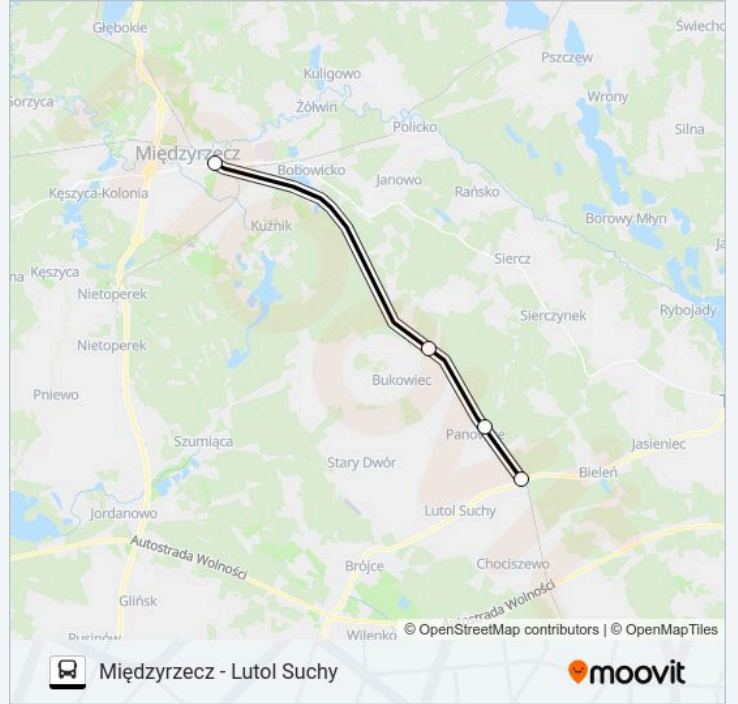 Głębokie
Pszczew
Kuligowo
Wrony
Żółwin
Policko
Silna
Międzyrzecz
Bobowicko
Janowo
Rańsko
Kęszyca-Kolonia
Borowy Młyn
Kuźnik
Siercz
Kęszyca
Nietoperek
Rybojady
Sierczynek
Nietoperek
Bukowiec
Pniewo
Szumiąca
Jasieniec
Stary Dwór
Bieleń
Lutol Suchy
Jordanowo
Autostrada Wolności
Brójce
Chociszewo
Autostrada Wolności
Glińsk
© OpenStreetMap contributors | © OpenMapTiles
Wilenko
Międzyrzecz - Lutol Suchy
moovit